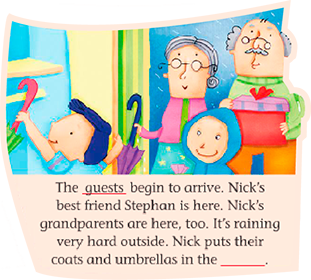 The guests begin to arrive. Nick's
best friend Stephan is here. Nick's
grandparents are here, too. It's raining
very hard outside. Nick puts their
coats and umbrellas in the ______.